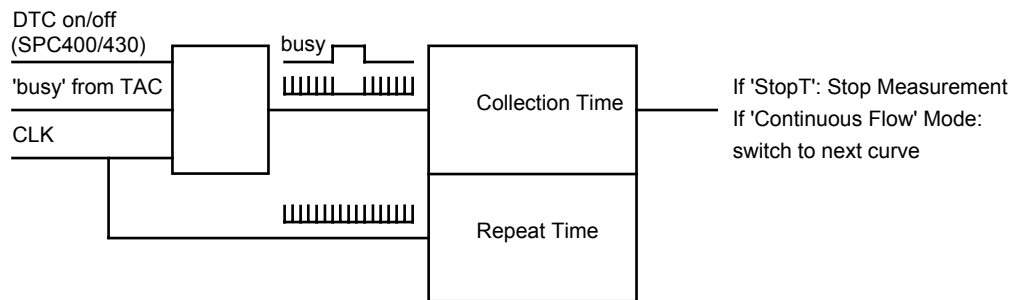 DTC on/off
(SPC400/430)
'busy' from TAC
CLK
busy
Collection Time
Repeat Time
If 'StopT': Stop Measurement
If 'Continuous Flow' Mode:
switch to next curve